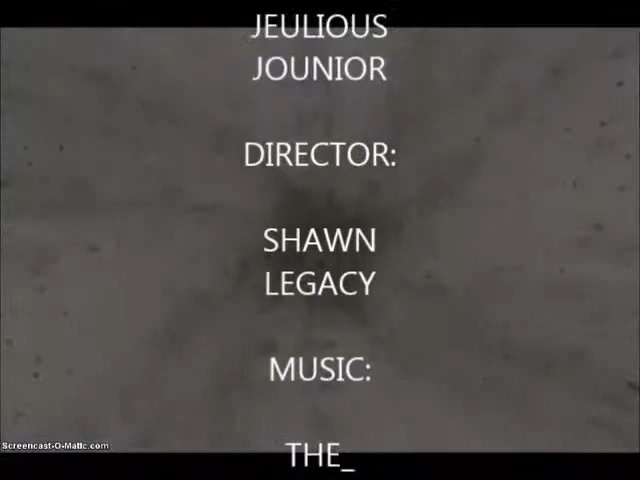 JEULIOUS
JOUNIOR
DIRECTOR:
SHAWN
LEGACY
MUSIC:
THE_
Screencast-O-Matic.com